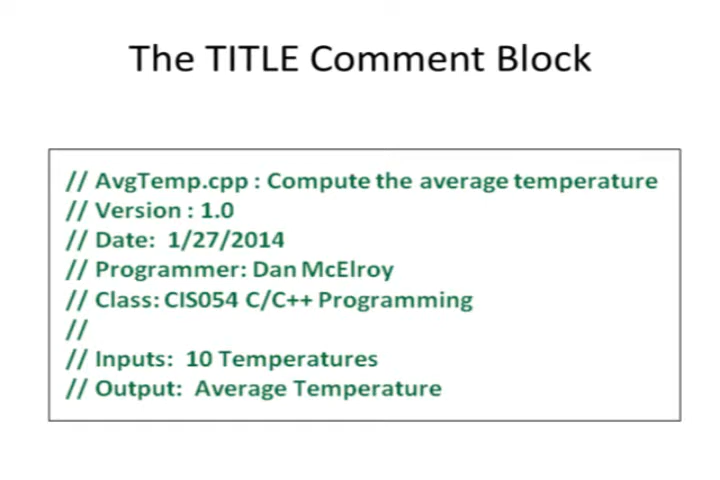 The TITLE Comment Block
// AvgTemp.cpp : Compute the average temperature
// Version : 1.0
// Date:  1/27/2014
// Programmer: Dan McElroy
// Class: CIS054 C/C++ Programming
//
// Inputs:  10 Temperatures
// Output:  Average Temperature